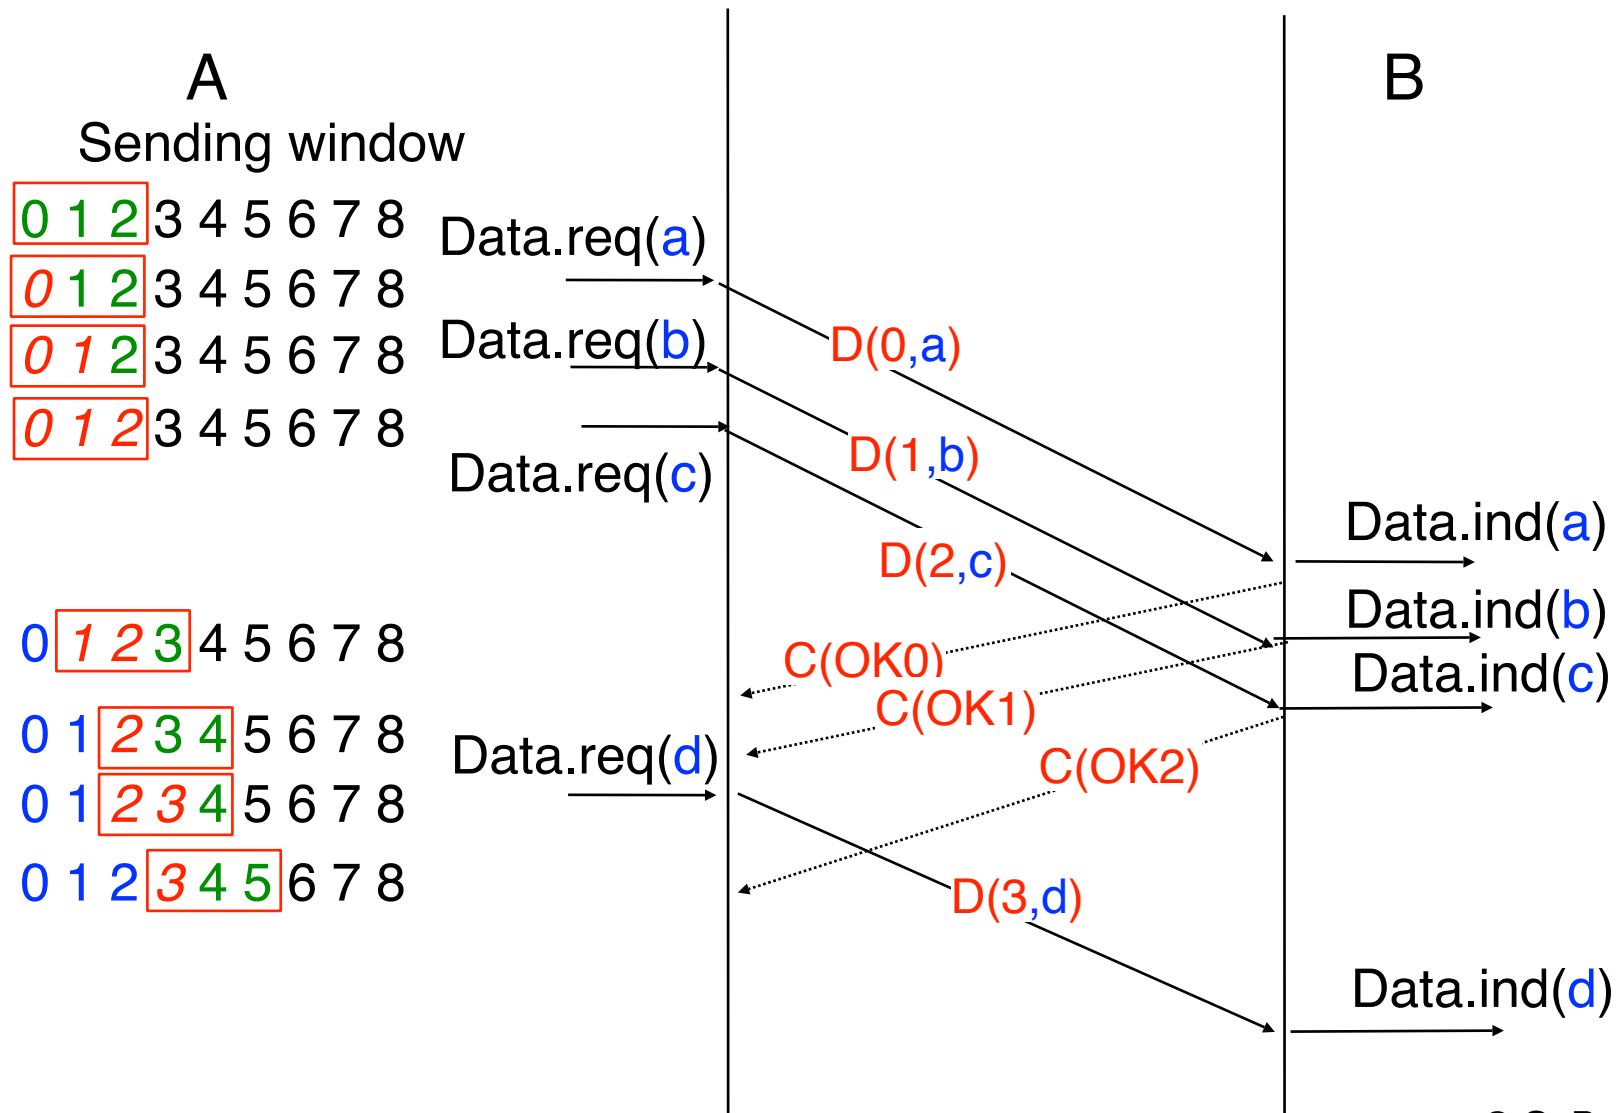 A
B
Sending window
0 1 2 3 4 5 6 7 8
Data.req(a)
0 1 2 3 4 5 6 7 8
Data.req(b)
D(0,a)
0 1 2 3 4 5 6 7 8
0 1 2 3 4 5 6 7 8
D(1,b)
Data.req(c)
Data.ind(a)
D(2,c)
Data.ind(b)
0 1 2 3 4 5 6 7 8
C(OK0)
Data.ind(c)
C(OK1)
0 1 2 3 4 5 6 7 8
Data.req(d)
C(OK2)
0 1 2 3 4 5 6 7 8
0 1 2 3 4 5 6 7 8
D(3,d)
Data.ind(d)